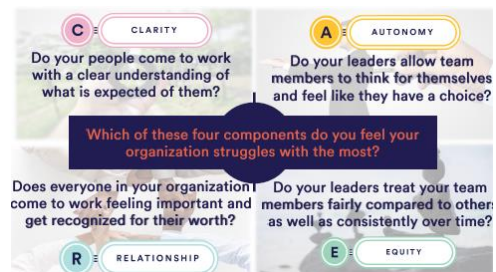 C = CLARITY
Do your people come to work
with a clear understanding of
what is expected of them?
A = AUTONOMY
Do your leaders allow team
members to think for themselves
and feel like they have a choice?
Which of these four components do you feel your
organization struggles with the most?
Does everyone in your organization
come to work feeling important and
get recognized for their worth?
R = RELATIONSHIP
Do your leaders treat your team
members fairly compared to others
as well as consistently over time?
E = EQUITY